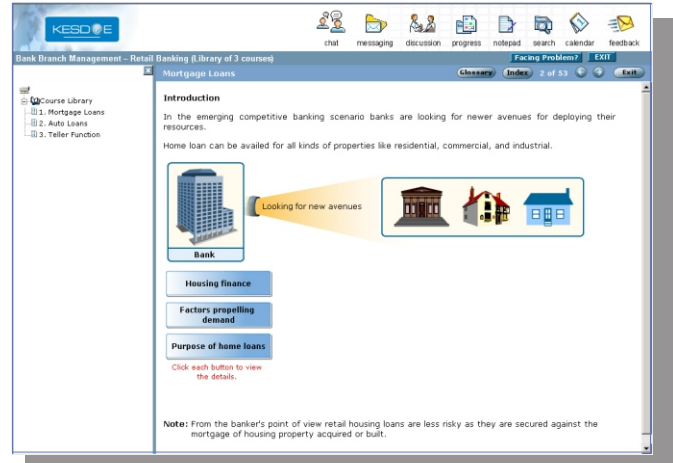 KESDEE
chat messaging discussion progress notepad search calendar feedback
Bank Branch Management – Retail Banking (Library of 3 courses)
Facing Problem? EXIT
Mortgage Loans
Glossary Index 2 of 53 Exit
Course Library
1. Mortgage Loans
2. Auto Loans
3. Teller Function
Introduction
In the emerging competitive banking scenario banks are looking for newer avenues for deploying their
resources.
Home loan can be availed for all kinds of properties like residential, commercial, and industrial.
Looking for new avenues
Bank
Housing finance
Factors propelling
demand
Purpose of home loans
Click each button to view
the details.
Note: From the banker's point of view retail housing loans are less risky as they are secured against the
mortgage of housing property acquired or built.